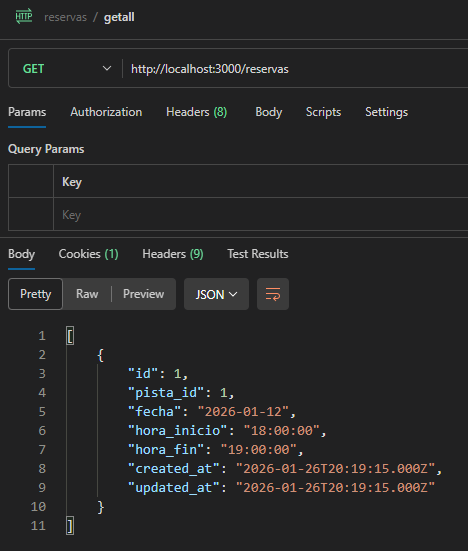 HTTP reservas / getall
GET http://localhost:3000/reservas
Params Authorization Headers (8) Body Scripts Settings
Query Params
Key
Key
Body Cookies (1) Headers (9) Test Results
Pretty Raw Preview JSON
1 [
2 {
3 "id": 1,
4 "pista_id": 1,
5 "fecha": "2026-01-12",
6 "hora_inicio": "18:00:00",
7 "hora_fin": "19:00:00",
8 "created_at": "2026-01-26T20:19:15.000Z",
9 "updated_at": "2026-01-26T20:19:15.000Z"
10 }
11 ]